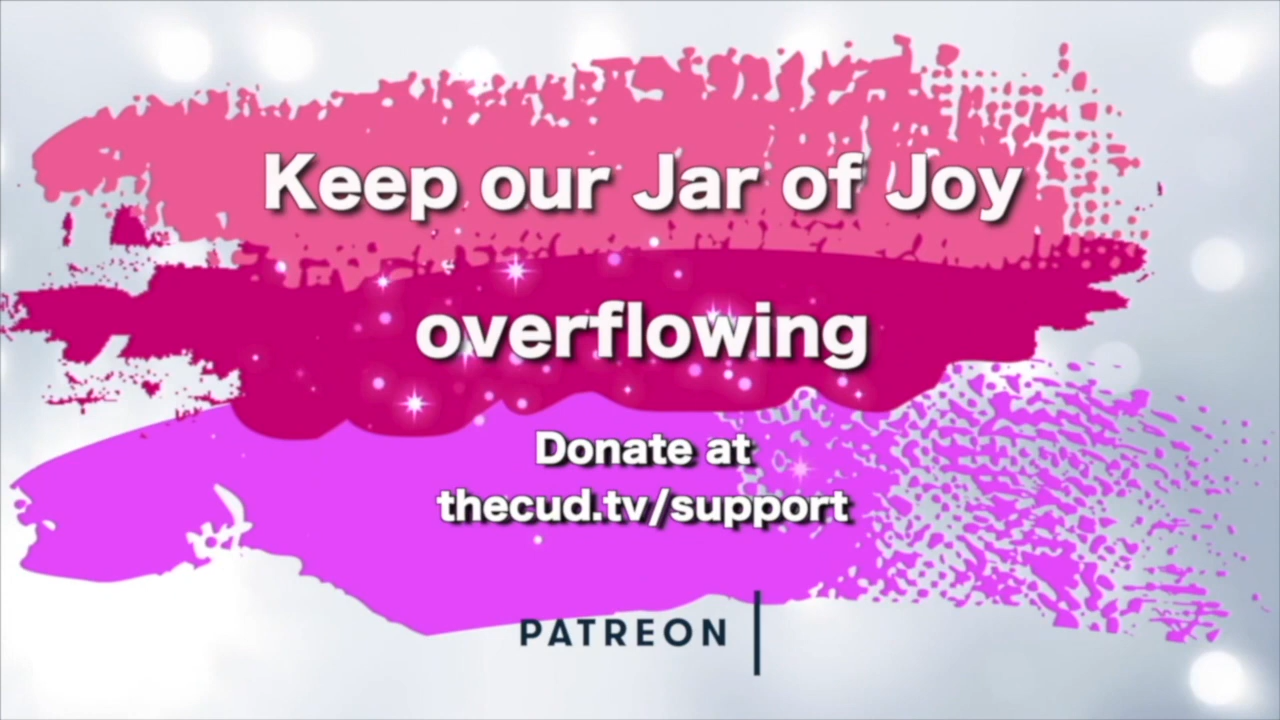 Keep our Jar of Joy
overflowing
Donate at
thecud.tv/support
PATREON